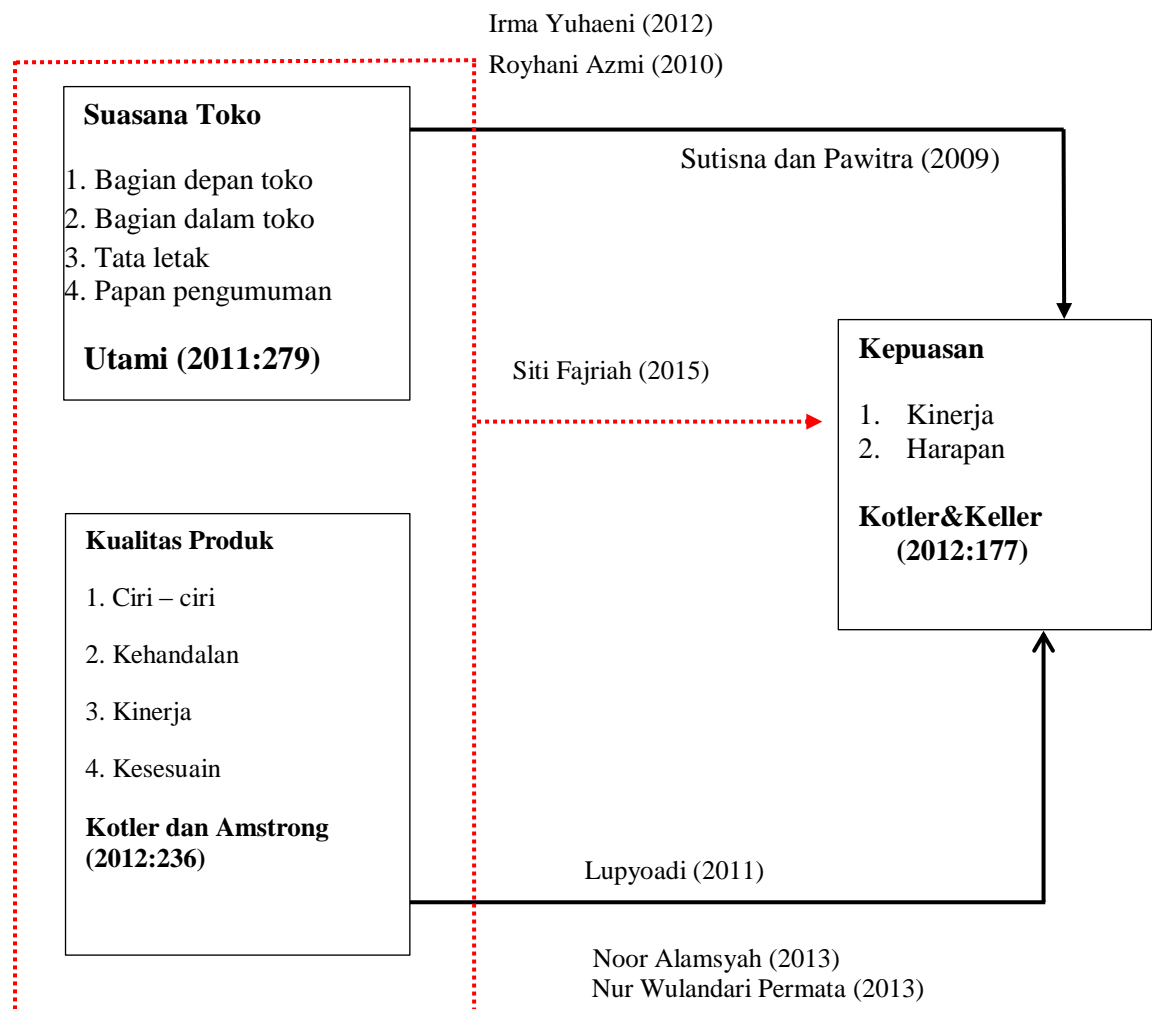 Irma Yuhaeni (2012)
Royhani Azmi (2010)
Suasana Toko
1. Bagian depan toko
2. Bagian dalam toko
3. Tata letak
4. Papan pengumuman
Utami (2011:279)
Sutisna dan Pawitra (2009)
Siti Fajriah (2015)
Kepuasan
1. Kinerja
2. Harapan
Kotler&Keller
(2012:177)
Kualitas Produk
1. Ciri – ciri
2. Kehandalan
3. Kinerja
4. Kesesuain
Kotler dan Amstrong
(2012:236)
Lupyoadi (2011)
Noor Alamsyah (2013)
Nur Wulandari Permata (2013)